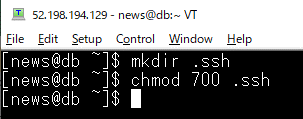 52.198.194.129 - news@db:~ VT
File Edit Setup Control Window Help
[news@db ~]$ mkdir .ssh
[news@db ~]$ chmod 700 .ssh
[news@db ~]$